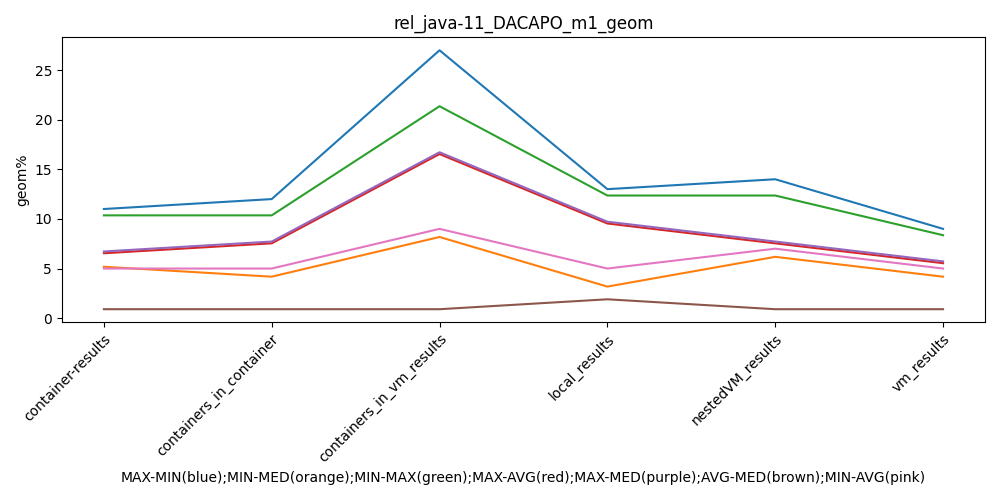 rel_java-11_DACAPO_m1_geom
geom%
25
20
15
10
5
0
container-results
containers_in_container
containers_in_vm_results
local_results
nestedVM_results
vm_results
MAX-MIN(blue);MIN-MED(orange);MIN-MAX(green);MAX-AVG(red);MAX-MED(purple);AVG-MED(brown);MIN-AVG(pink)